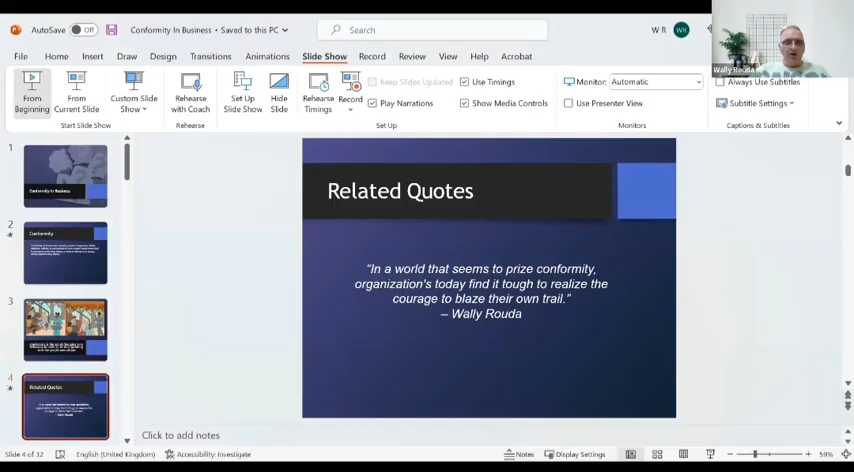 AutoSave Off Conformity In Business • Saved to this PC Search W R WR
File Home Insert Draw Design Transitions Animations Slide Show Record Review View Help Acrobat
Wally Rouda
From Beginning
From Current Slide
Custom Slide Show
Start Slide Show
Rehearse with Coach
Rehearse
Set Up Slide Show
Hide Slide
Rehearse Timings
Record
Keep Slides Updated
Play Narrations
Use Timings
Show Media Controls
Set Up
Monitor: Automatic
Use Presenter View
Monitors
Always Use Subtitles
Subtitle Settings
Captions & Subtitles
1
Conformity In Business
2
Conformity
3
4
Related Quotes
Related Quotes
“In a world that seems to prize conformity,
organization's today find it tough to realize the
courage to blaze their own trail.”
– Wally Rouda
Click to add notes
Slide 4 of 32 English (United Kingdom) Accessibility: Investigate Notes Display Settings 59%